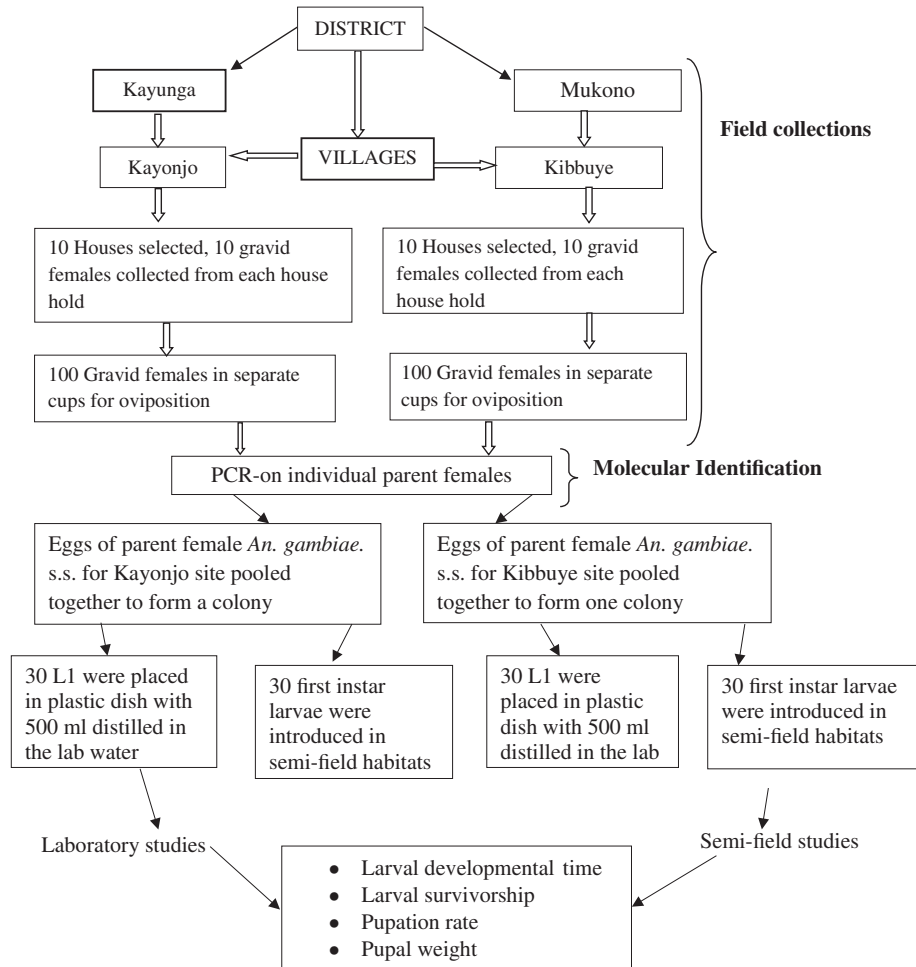 DISTRICT
Kayunga
Mukono
Field collections
Kayonjo
VILLAGES
Kibbuye
10 Houses selected, 10 gravid
females collected from each house
hold
10 Houses selected, 10 gravid
females collected from each
house hold
100 Gravid females in separate
cups for oviposition
100 Gravid females in separate
cups for oviposition
PCR-on individual parent females
Molecular Identification
Eggs of parent female An. gambiae.
s.s. for Kayonjo site pooled
together to form a colony
Eggs of parent female An. gambiae.
s.s. for Kibbuye site pooled
together to form one colony
30 L1 were placed
in plastic dish with
500 ml distilled in
the lab water
30 first instar
larvae were
introduced in
semi-field habitats
30 L1 were
placed in plastic
dish with 500 ml
distilled in the lab
30 first instar larvae
were introduced in
semi-field habitats
Laboratory studies
Semi-field studies
• Larval developmental time
• Larval survivorship
• Pupation rate
• Pupal weight